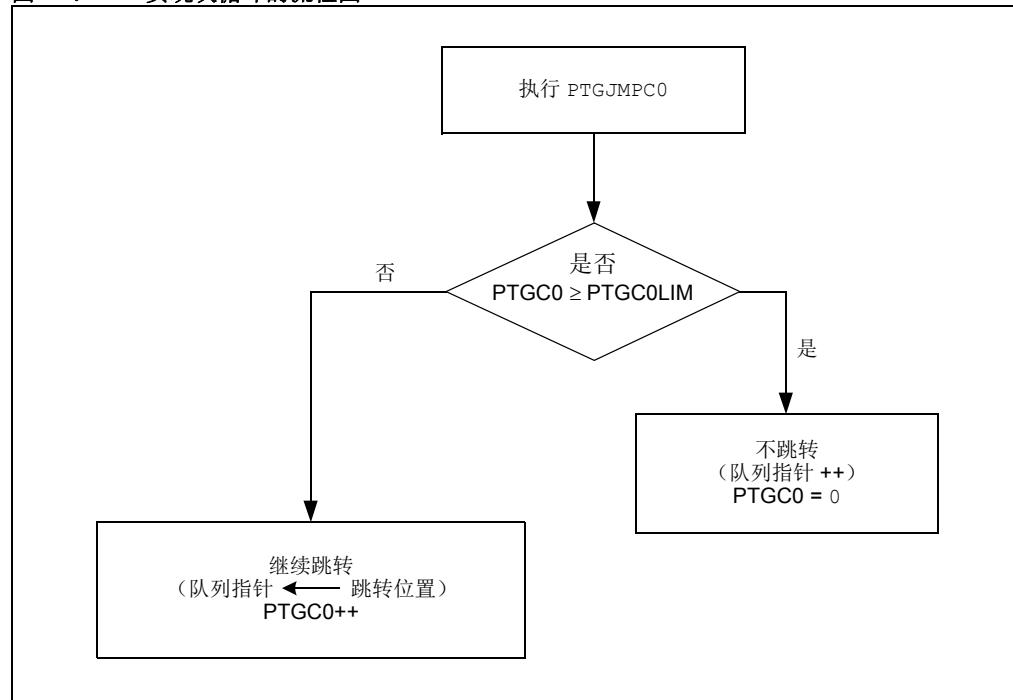 执行 PTGJMPC0
是否
PTGC0 ≥ PTGC0LIM
否
是
不跳转
（队列指针 ++）
PTGC0 = 0
继续跳转
（队列指针 ← 跳转位置）
PTGC0++